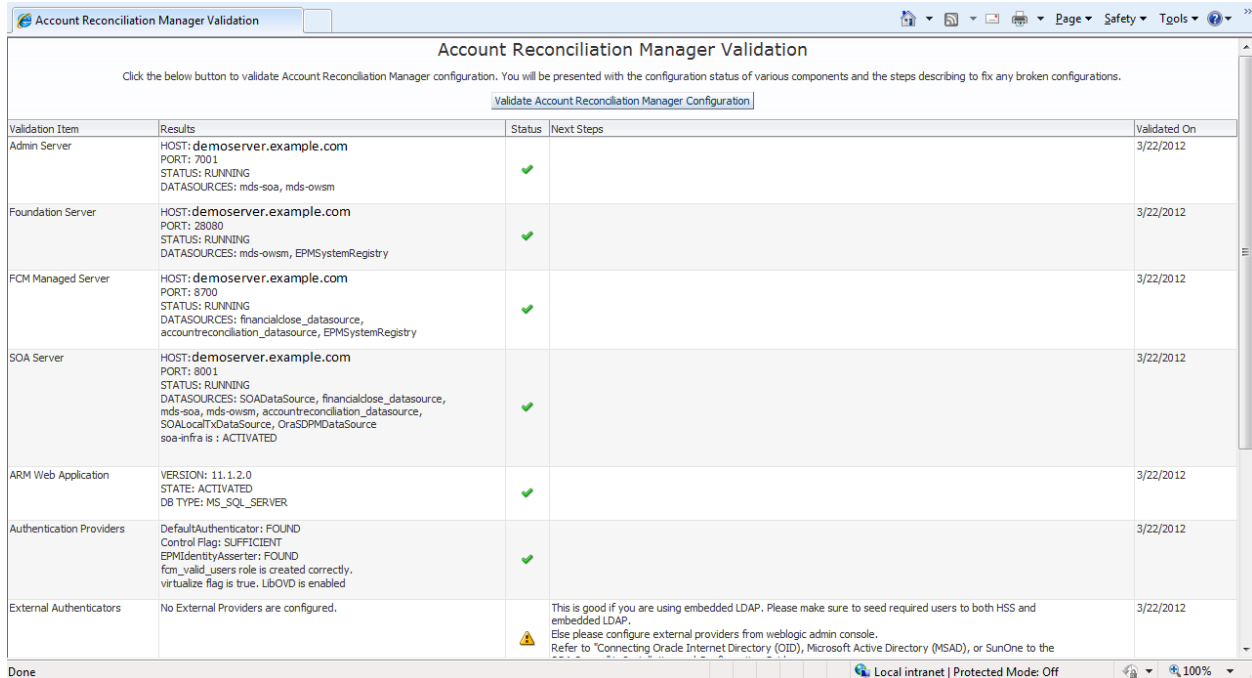 Account Reconciliation Manager Validation
Page
Safety
Tools
Account Reconciliation Manager Validation
Click the below button to validate Account Reconciliation Manager configuration. You will be presented with the configuration status of various components and the steps describing to fix any broken configurations.
Validate Account Reconciliation Manager Configuration
Validation Item Results Status Next Steps Validated On
Admin Server HOST: demoserver.example.com 3/22/2012
PORT: 7001
STATUS: RUNNING
DATASOURCES: mds-soa, mds-owsm
Foundation Server HOST: demoserver.example.com 3/22/2012
PORT: 28080
STATUS: RUNNING
DATASOURCES: mds-owsm, EPMSystemRegistry
FCM Managed Server HOST: demoserver.example.com 3/22/2012
PORT: 8700
STATUS: RUNNING
DATASOURCES: financialclose_datasource,
accountreconciliation_datasource, EPMSystemRegistry
SOA Server HOST: demoserver.example.com 3/22/2012
PORT: 8001
STATUS: RUNNING
DATASOURCES: SOADataSource, financialclose_datasource,
mds-soa, mds-owsm, accountreconciliation_datasource,
SOALocalTxDataSource, OraSDPMDataSource
soa-infra is : ACTIVATED
ARM Web Application VERSION: 11.1.2.0 3/22/2012
STATE: ACTIVATED
DB TYPE: MS_SQL_SERVER
Authentication Providers DefaultAuthenticator: FOUND 3/22/2012
Control Flag: SUFFICIENT
EPMIdentityAsserter: FOUND
fcm_valid_users role is created correctly.
virtualize flag is true. LibOVD is enabled
External Authenticators No External Providers are configured. This is good if you are using embedded LDAP. Please make sure to seed required users to both HSS and 3/22/2012
embedded LDAP.
Else please configure external providers from weblogic admin console.
Refer to "Connecting Oracle Internet Directory (OID), Microsoft Active Directory (MSAD), or SunOne to the
Done Local intranet | Protected Mode: Off 100%